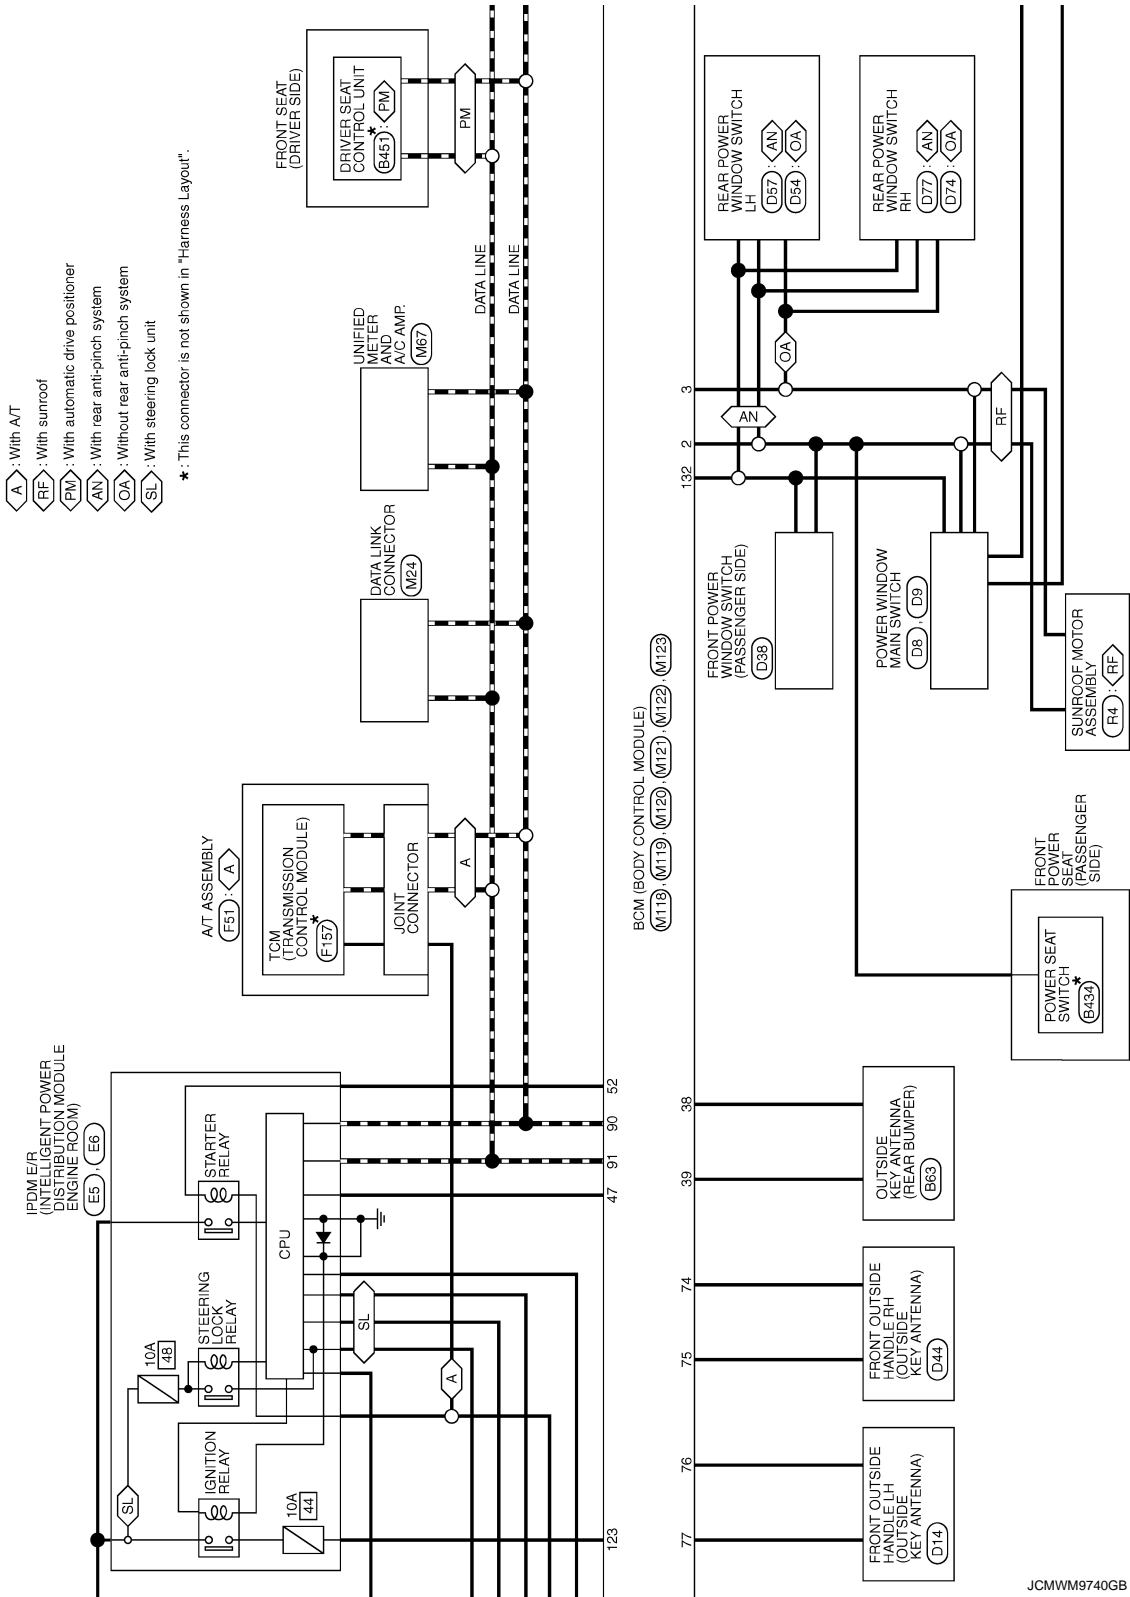 A : With A/T
RF : With sunroof
PM : With automatic drive positioner
AN : With rear anti-pinch system
OA : Without rear anti-pinch system
SL : With steering lock unit
★ : This connector is not shown in "Harness Layout".
IPDM E/R
(INTELLIGENT POWER
DISTRIBUTION MODULE
ENGINE ROOM)
E5 , E6
SL
IGNITION
RELAY
10A
44
10A
48
STEERING
LOCK
RELAY
STARTER
RELAY
CPU
SL
A
A/T ASSEMBLY
F51 : A
TCM
(TRANSMISSION
CONTROL MODULE)
F157 ★
JOINT
CONNECTOR
A
DATA LINK
CONNECTOR
M24
UNIFIED
METER
AND
A/C AMP.
M67
DATA LINE
DATA LINE
FRONT SEAT
(DRIVER SIDE)
DRIVER SEAT
CONTROL UNIT
B451 ★ : PM
PM
123
47
91
90
52
BCM (BODY CONTROL MODULE)
M118 , M119 , M120 , M121 , M122 , M123
77
76
75
74
39
38
132
2
3
FRONT OUTSIDE
HANDLE LH
(OUTSIDE
KEY ANTENNA)
D14
FRONT OUTSIDE
HANDLE RH
(OUTSIDE
KEY ANTENNA)
D44
OUTSIDE
KEY ANTENNA
(REAR BUMPER)
B63
FRONT
POWER
SEAT
(PASSENGER
SIDE)
POWER SEAT
SWITCH
B434 ★
FRONT POWER
WINDOW SWITCH
(PASSENGER SIDE)
D38
POWER WINDOW
MAIN SWITCH
D8 , D9
SUNROOF MOTOR
ASSEMBLY
R4 : RF
AN
OA
RF
REAR POWER
WINDOW SWITCH
LH
D57 : AN
D54 : OA
REAR POWER
WINDOW SWITCH
RH
D77 : AN
D74 : OA
JCMWM9740GB